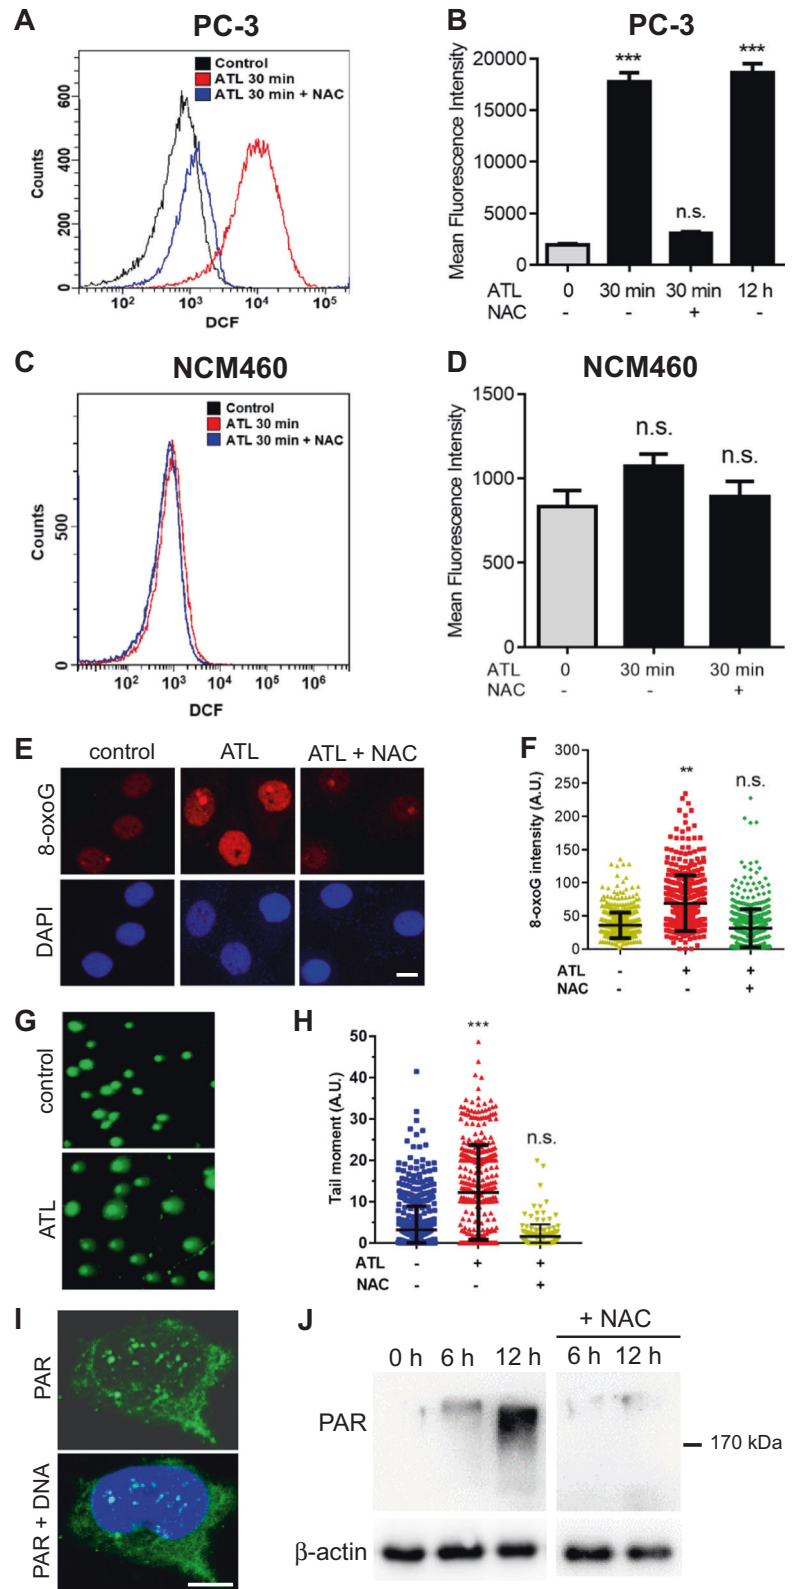 A
PC-3
Control
ATL 30 min
ATL 30 min + NAC
Counts
600
400
200
0
10² 10³ 10⁴ 10⁵
DCF
B
PC-3
Mean Fluorescence Intensity
20000
15000
10000
5000
0
***
n.s.
***
ATL 0 30 min 30 min 12 h
NAC - - + -
C
NCM460
Control
ATL 30 min
ATL 30 min + NAC
Counts
500
0
10² 10³ 10⁴ 10⁵ 10⁶
DCF
D
NCM460
Mean Fluorescence Intensity
1500
1000
500
0
n.s.
n.s.
ATL 0 30 min 30 min
NAC - - +
E
control ATL ATL + NAC
8-oxoG
DAPI
F
8-oxoG intensity (A.U.)
300
250
200
150
100
50
0
**
n.s.
ATL - + +
NAC - - +
G
control
ATL
H
Tail moment (A.U.)
50
40
30
20
10
0
***
n.s.
ATL - + +
NAC - - +
I
PAR
PAR + DNA
J
+ NAC
0 h 6 h 12 h 6 h 12 h
PAR
170 kDa
β-actin